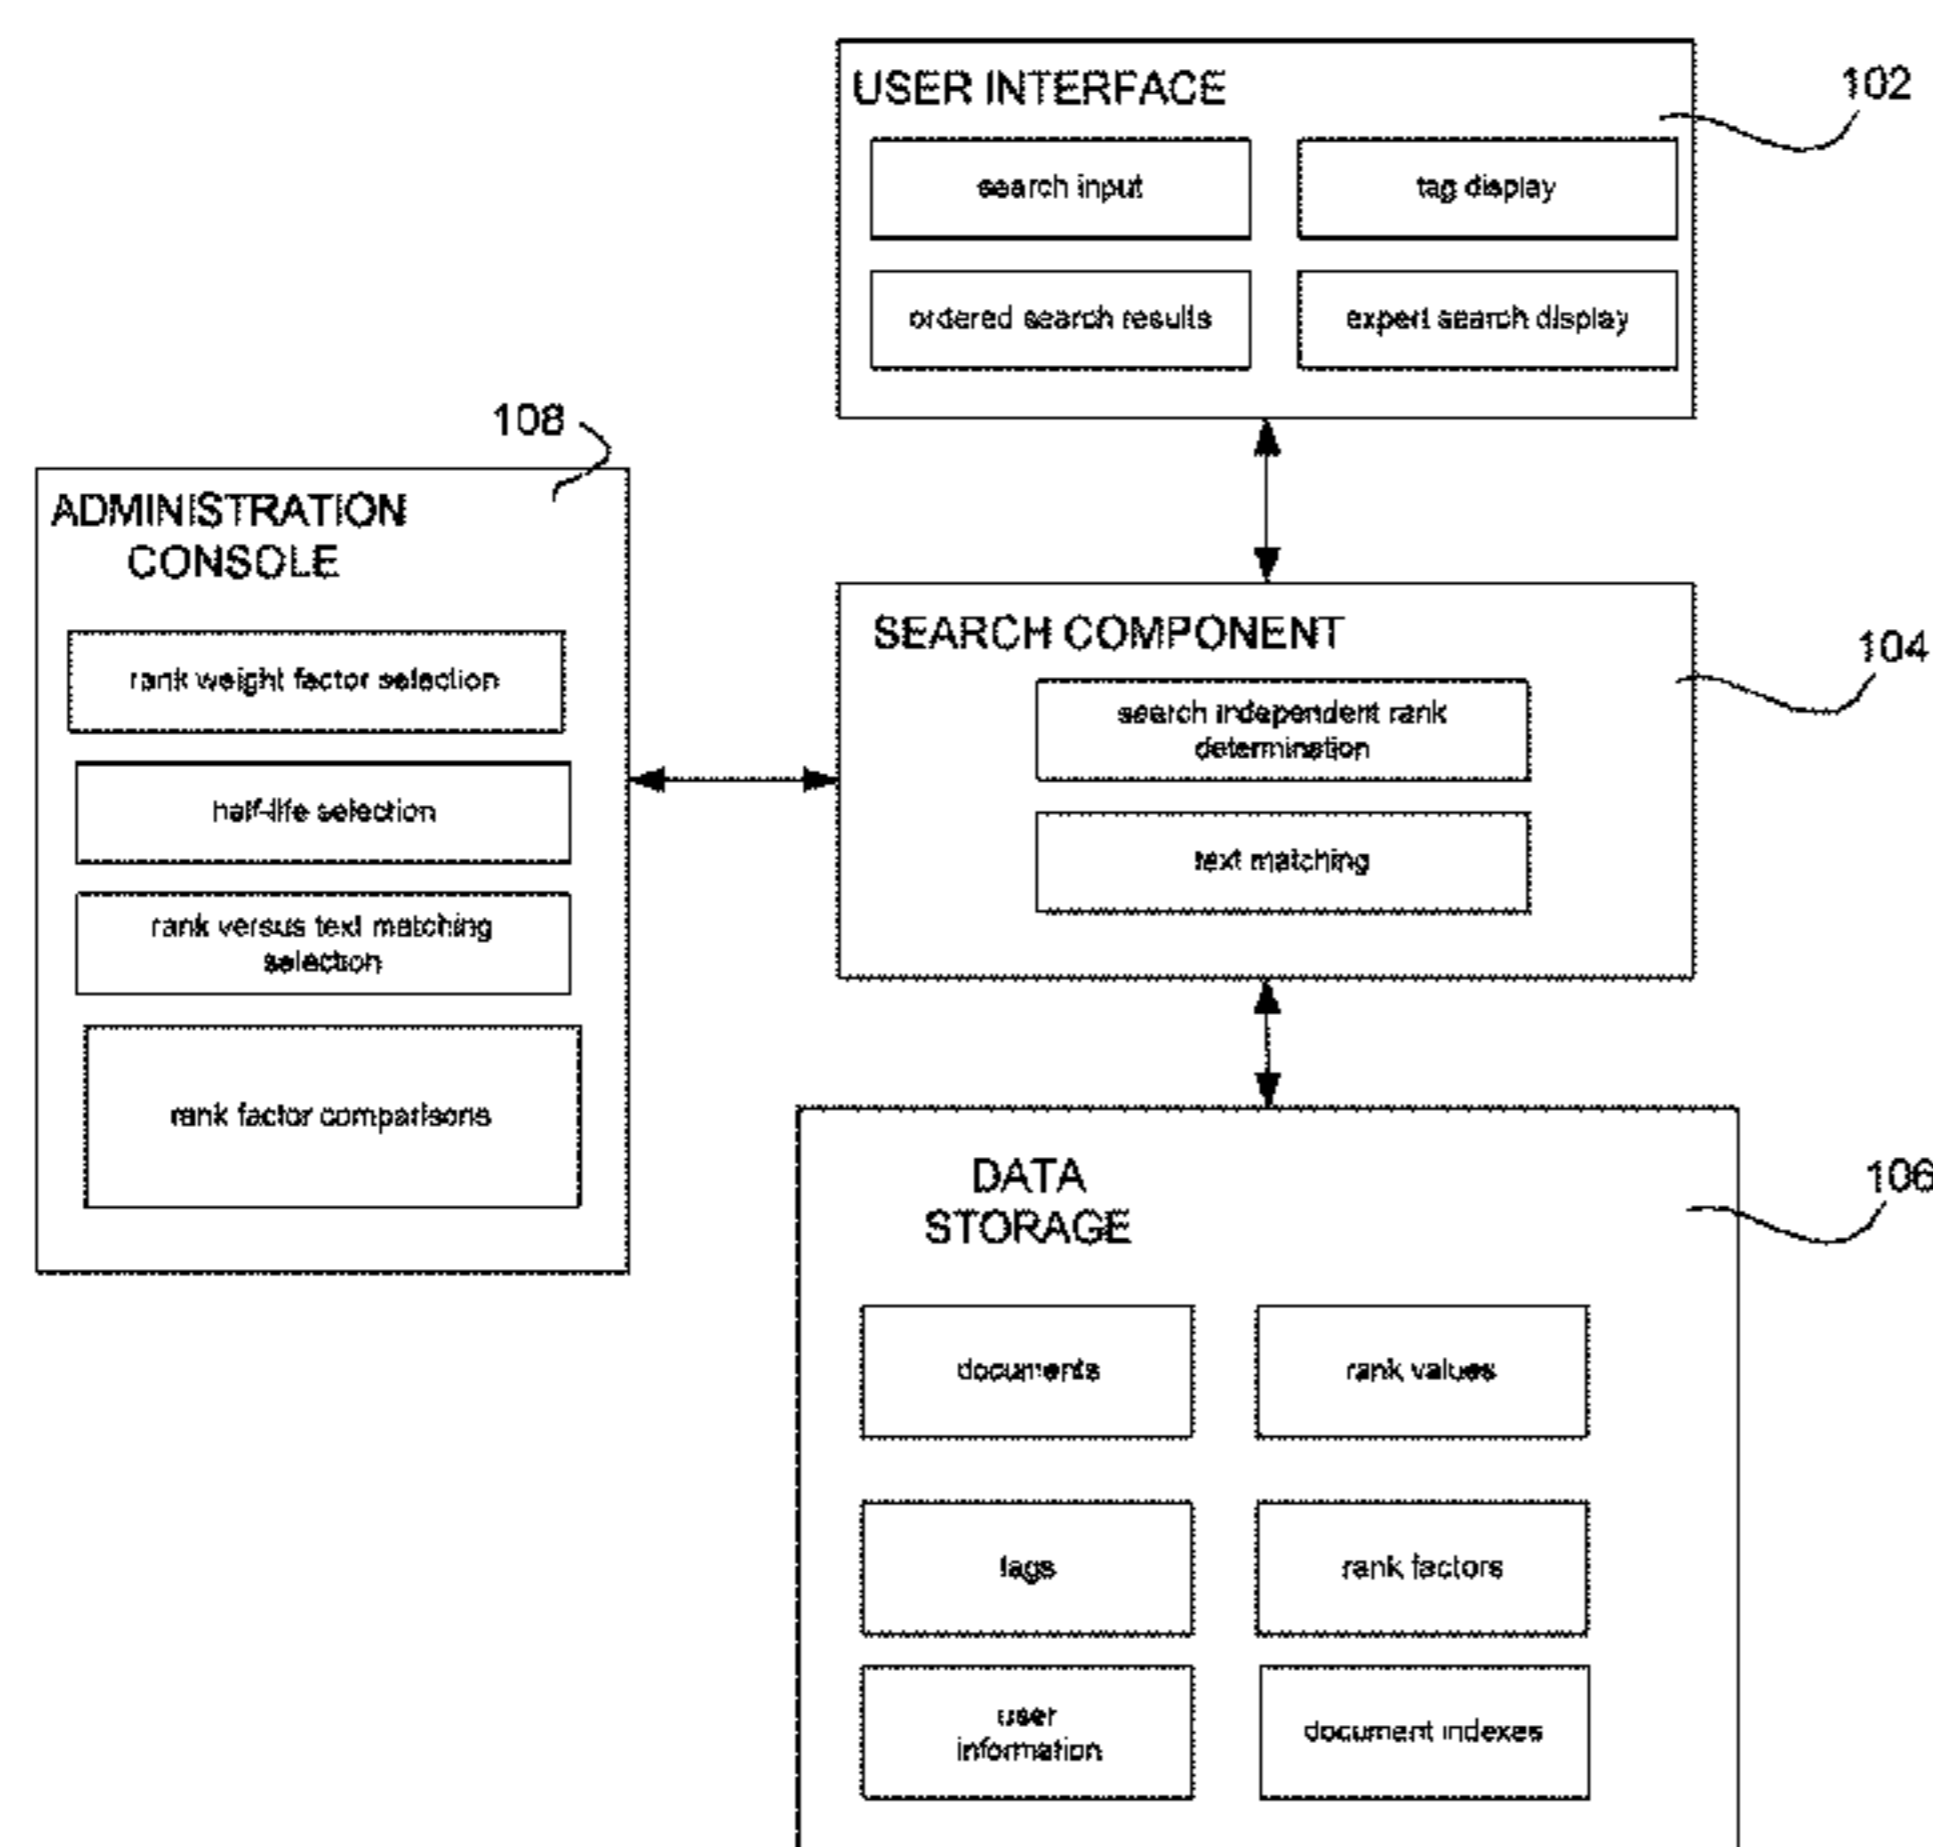 USER INTERFACE
102
search input
tag display
ordered search results
expert search display
108
ADMINISTRATION
CONSOLE
rank weight factor selection
half-life selection
rank versus text matching
selection
rank factor comparisons
SEARCH COMPONENT
104
search independent rank
determination
text matching
DATA
STORAGE
106
documents
rank values
tags
rank factors
user
information
document indexes